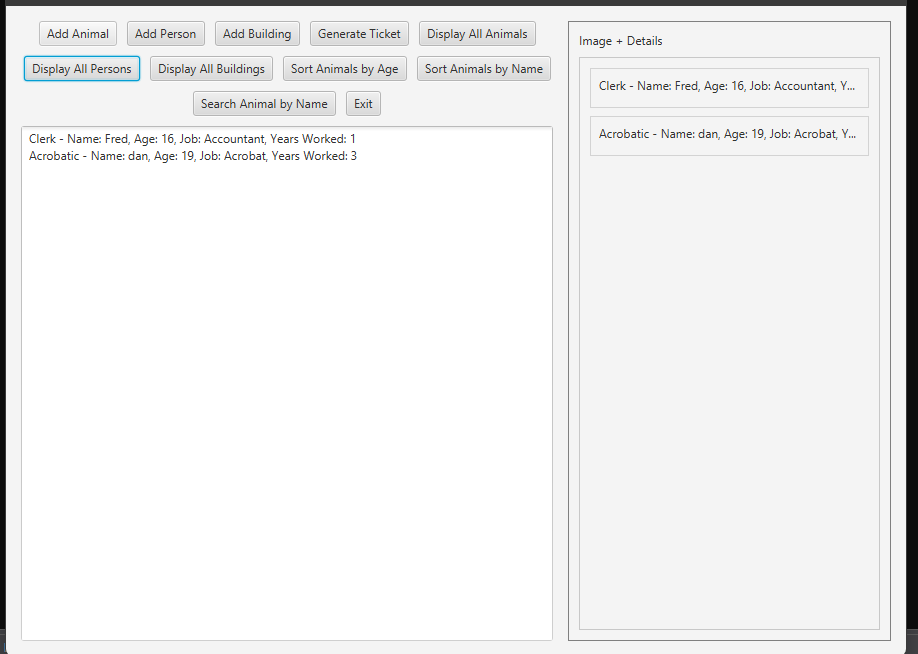 Add Animal Add Person Add Building Generate Ticket Display All Animals
Display All Persons Display All Buildings Sort Animals by Age Sort Animals by Name
Search Animal by Name Exit
Clerk - Name: Fred, Age: 16, Job: Accountant, Years Worked: 1
Acrobatic - Name: dan, Age: 19, Job: Acrobat, Years Worked: 3
Image + Details
Clerk - Name: Fred, Age: 16, Job: Accountant, Y...
Acrobatic - Name: dan, Age: 19, Job: Acrobat, Y...